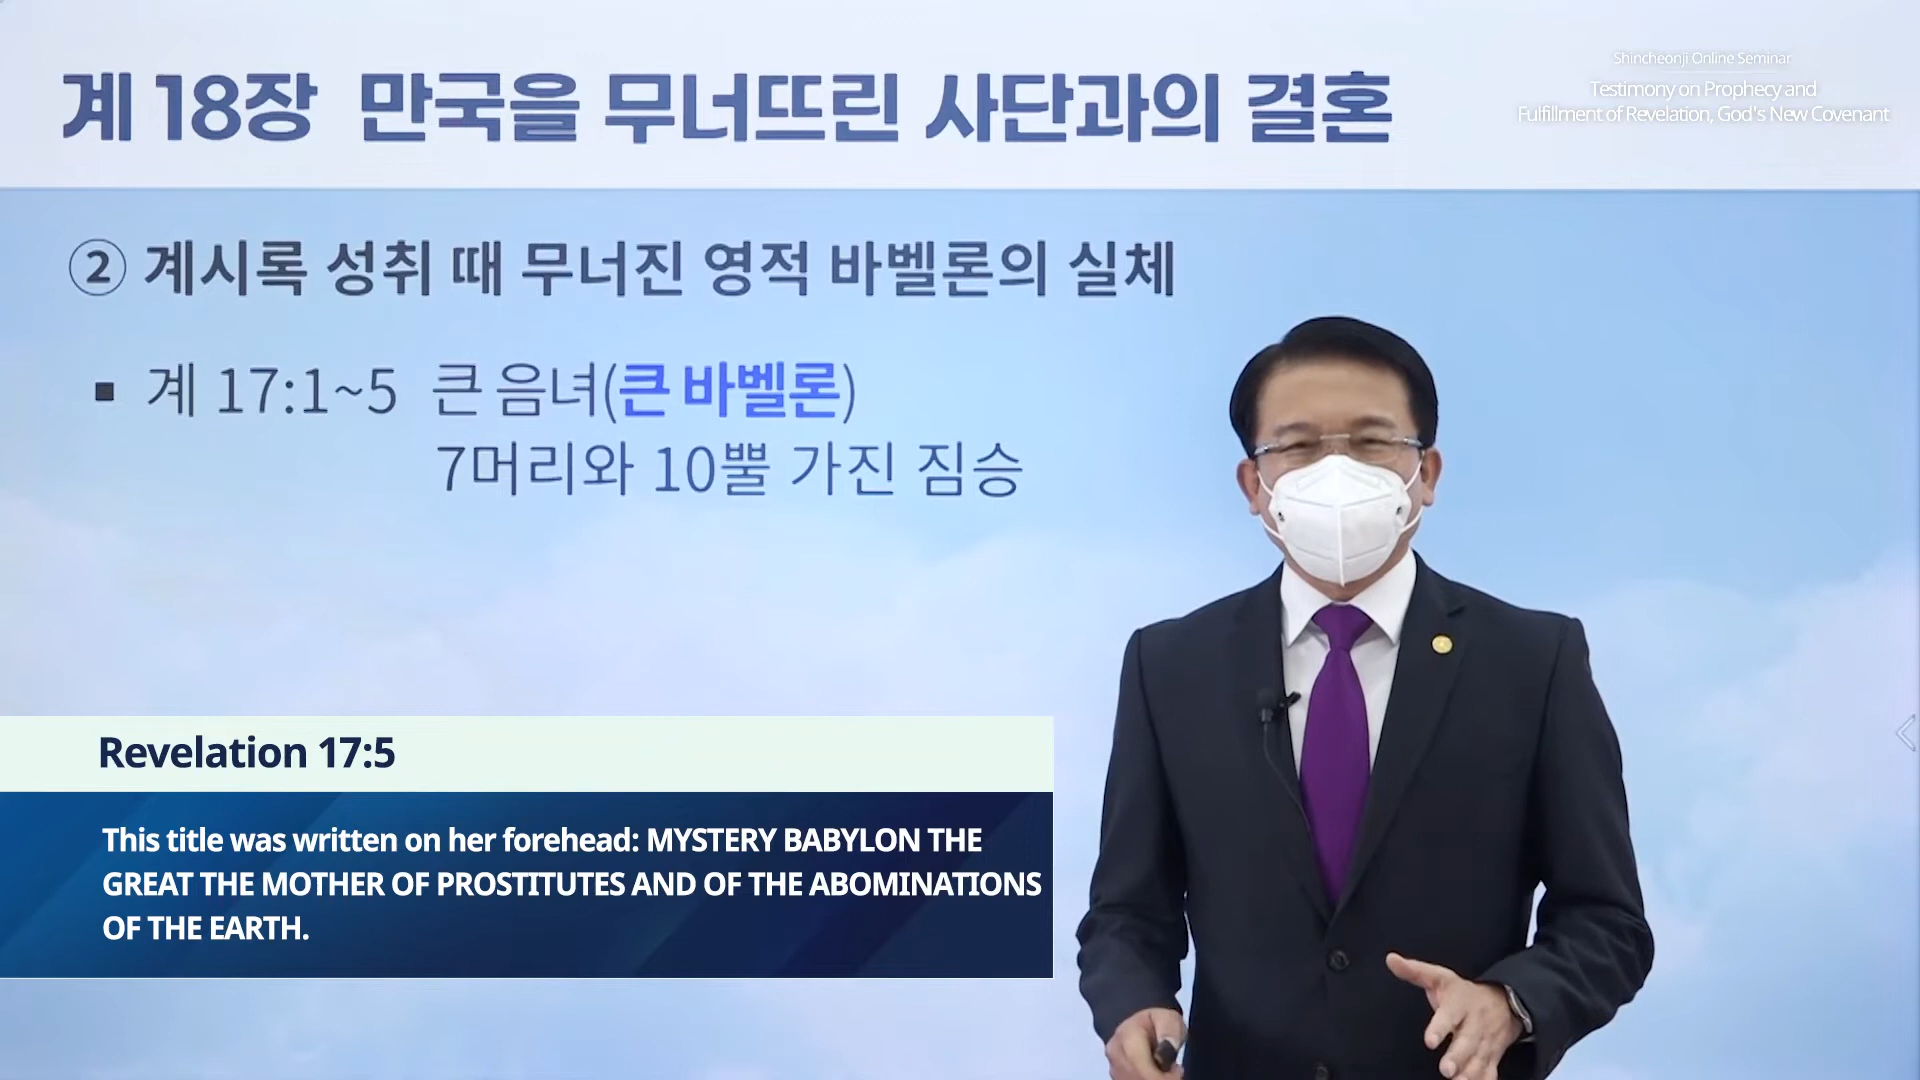 계 18장 만국을 무너뜨린 사단과의 결혼
Shincheonji Online Seminar
Testimony on Prophecy and
Fulfillment of Revelation, God's New Covenant
② 계시록 성취 때 무너진 영적 바벨론의 실체
▪ 계 17:1~5 큰 음녀(큰 바벨론)
7머리와 10뿔 가진 짐승
Revelation 17:5
This title was written on her forehead: MYSTERY BABYLON THE
GREAT THE MOTHER OF PROSTITUTES AND OF THE ABOMINATIONS
OF THE EARTH.